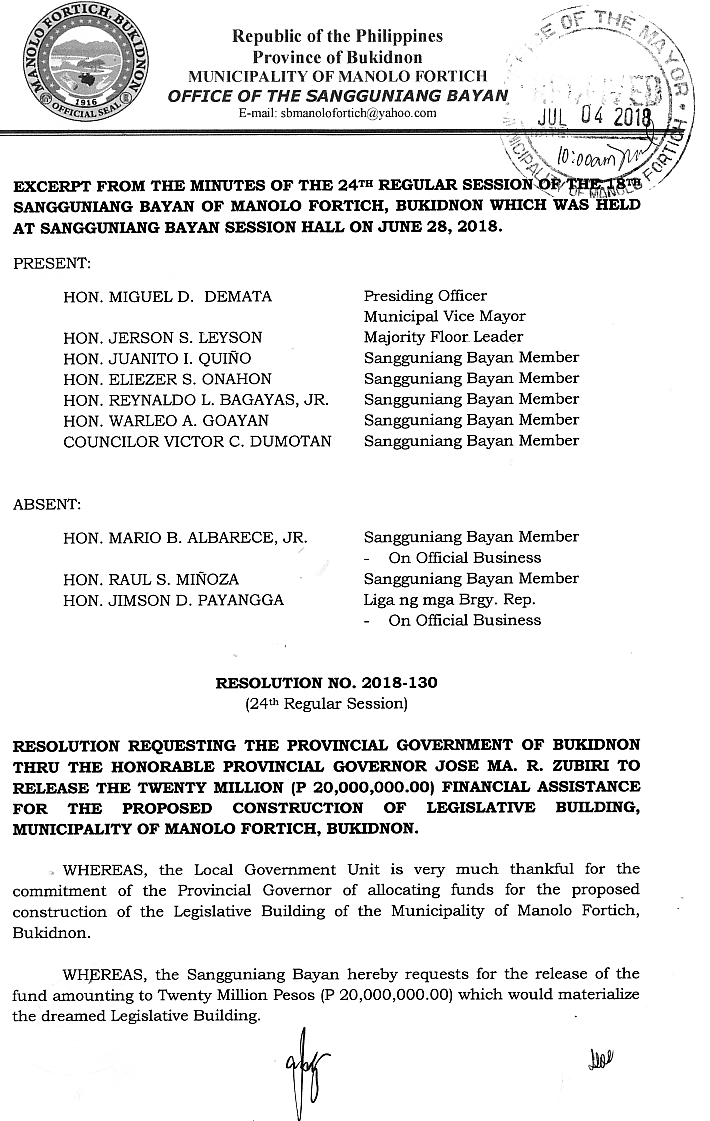 MANOLO FORTICH, BUKIDNON
1916
OFFICIAL SEAL
Republic of the Philippines
Province of Bukidnon
MUNICIPALITY OF MANOLO FORTICH
OFFICE OF THE SANGGUNIANG BAYAN
E-mail: sbmanolofortich@yahoo.com
OFFICE OF THE MAYOR
JUL 04 2018
10:00am
MUNICIPALITY OF MANOLO FORTICH
EXCERPT FROM THE MINUTES OF THE 24TH REGULAR SESSION OF THE 18TH
SANGGUNIANG BAYAN OF MANOLO FORTICH, BUKIDNON WHICH WAS HELD
AT SANGGUNIANG BAYAN SESSION HALL ON JUNE 28, 2018.
PRESENT:
HON. MIGUEL D. DEMATA Presiding Officer
Municipal Vice Mayor
HON. JERSON S. LEYSON Majority Floor Leader
HON. JUANITO I. QUIÑO Sangguniang Bayan Member
HON. ELIEZER S. ONAHON Sangguniang Bayan Member
HON. REYNALDO L. BAGAYAS, JR. Sangguniang Bayan Member
HON. WARLEO A. GOAYAN Sangguniang Bayan Member
COUNCILOR VICTOR C. DUMOTAN Sangguniang Bayan Member
ABSENT:
HON. MARIO B. ALBARECE, JR. Sangguniang Bayan Member
- On Official Business
HON. RAUL S. MIÑOZA Sangguniang Bayan Member
HON. JIMSON D. PAYANGGA Liga ng mga Brgy. Rep.
- On Official Business
RESOLUTION NO. 2018-130
(24th Regular Session)
RESOLUTION REQUESTING THE PROVINCIAL GOVERNMENT OF BUKIDNON
THRU THE HONORABLE PROVINCIAL GOVERNOR JOSE MA. R. ZUBIRI TO
RELEASE THE TWENTY MILLION (P 20,000,000.00) FINANCIAL ASSISTANCE
FOR THE PROPOSED CONSTRUCTION OF LEGISLATIVE BUILDING,
MUNICIPALITY OF MANOLO FORTICH, BUKIDNON.
WHEREAS, the Local Government Unit is very much thankful for the
commitment of the Provincial Governor of allocating funds for the proposed
construction of the Legislative Building of the Municipality of Manolo Fortich,
Bukidnon.
WHEREAS, the Sangguniang Bayan hereby requests for the release of the
fund amounting to Twenty Million Pesos (P 20,000,000.00) which would materialize
the dreamed Legislative Building.